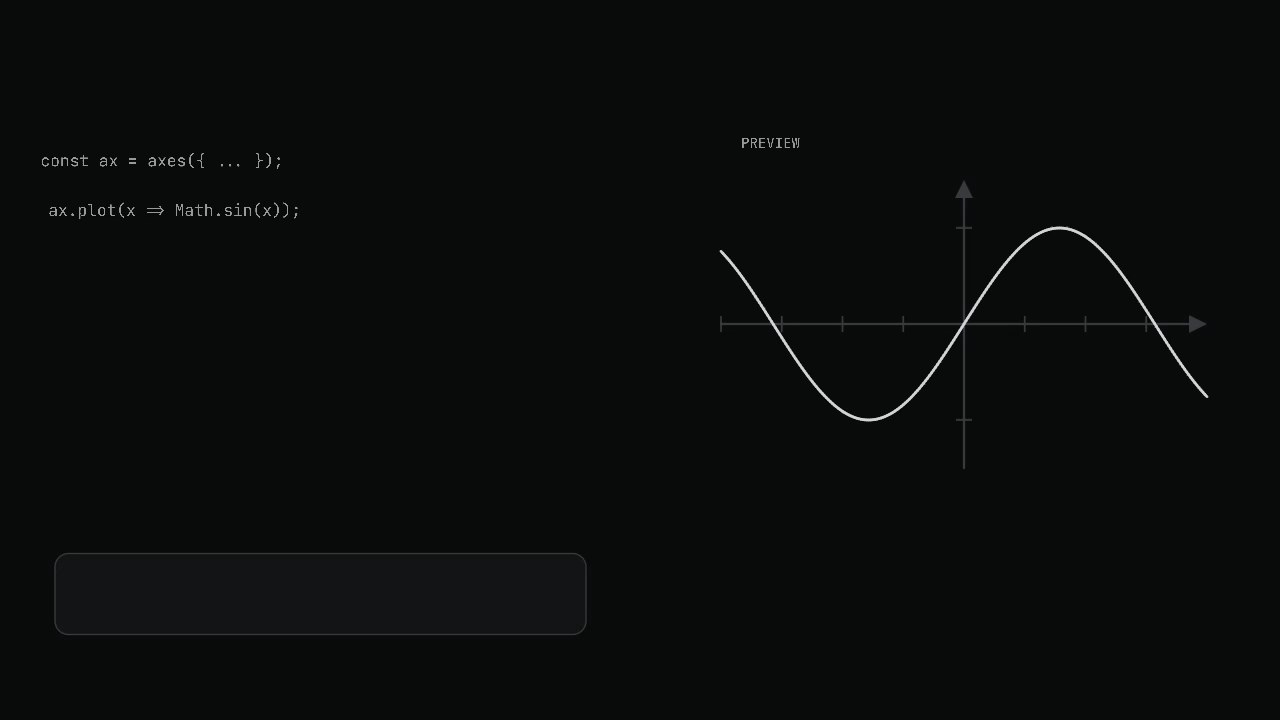 const ax = axes({ ... });
ax.plot(x => Math.sin(x));
PREVIEW